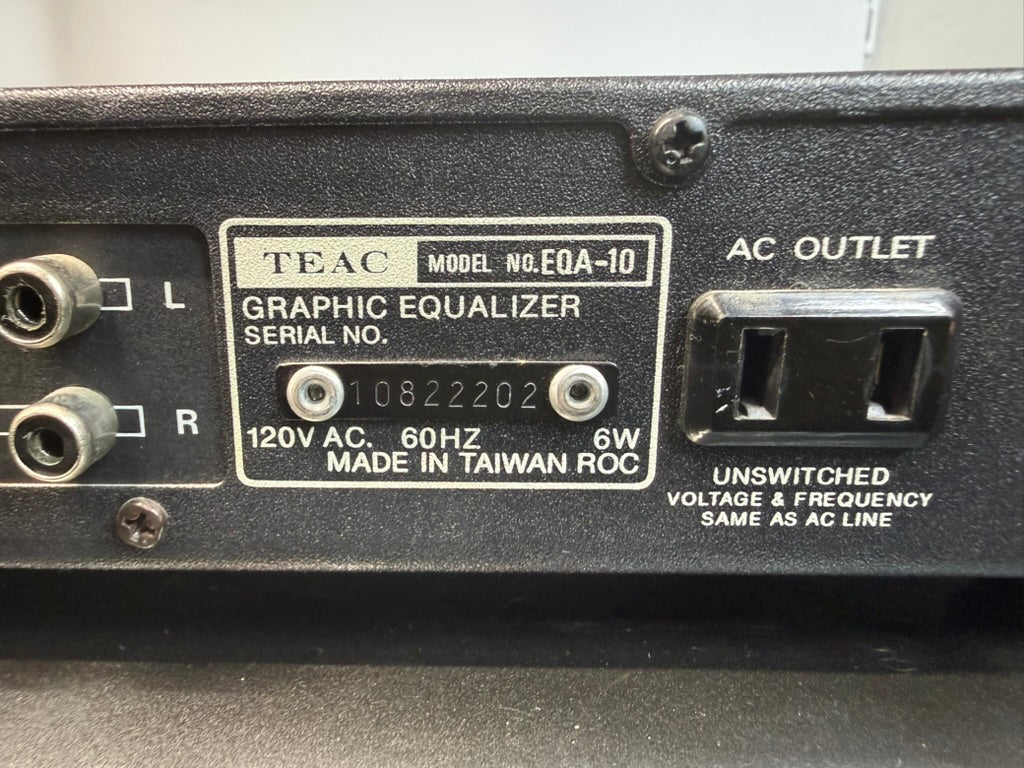 TEAC MODEL NO. EQA-10
GRAPHIC EQUALIZER
SERIAL NO.
10822202
120V AC. 60HZ 6W
MADE IN TAIWAN ROC
L
R
AC OUTLET
UNSWITCHED
VOLTAGE & FREQUENCY
SAME AS AC LINE